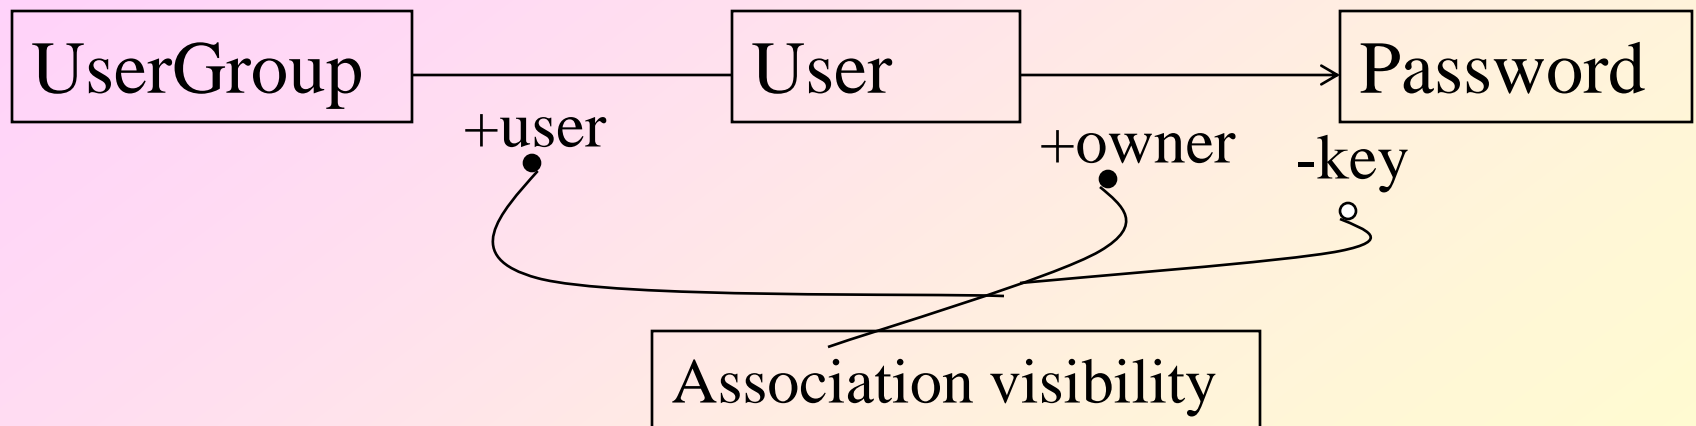 UserGroup
User
Password
+user
+owner
-key
Association visibility